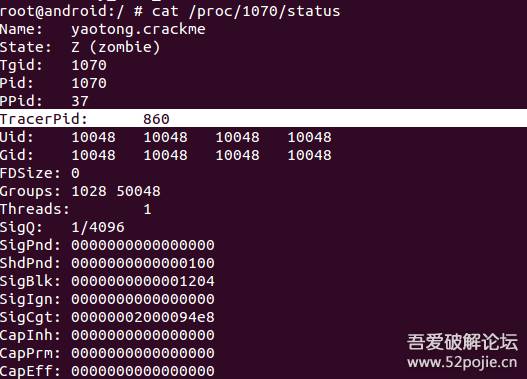 root@android:/ # cat /proc/1070/status
Name:   yaotong.crackme
State:  Z (zombie)
Tgid:   1070
Pid:    1070
PPid:   37
TracerPid:      860
Uid:    10048   10048   10048   10048
Gid:    10048   10048   10048   10048
FDSize: 0
Groups: 1028 50048
Threads:        1
SigQ:   1/4096
SigPnd: 0000000000000000
ShdPnd: 0000000000000100
SigBlk: 0000000000001204
SigIgn: 0000000000000000
SigCgt: 00000002000094e8
CapInh: 0000000000000000
CapPrm: 0000000000000000
CapEff: 0000000000000000
吾爱破解论坛
www.52pojie.cn